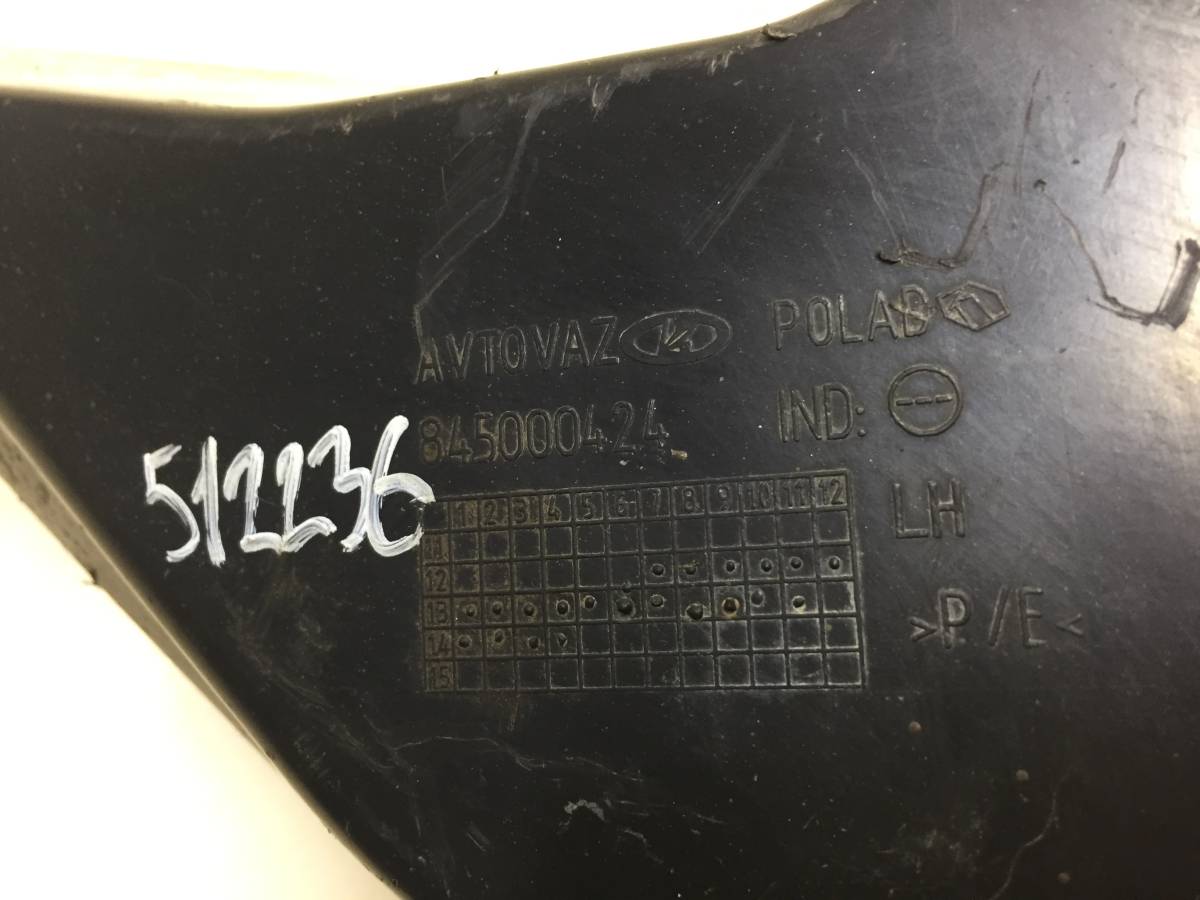 AVTOVAZ POLAD
845000424 IND: ---
512236
1 2 3 4 5 6 7 8 9 10 11 12
11
12
13
14
15
LH
>P./E<